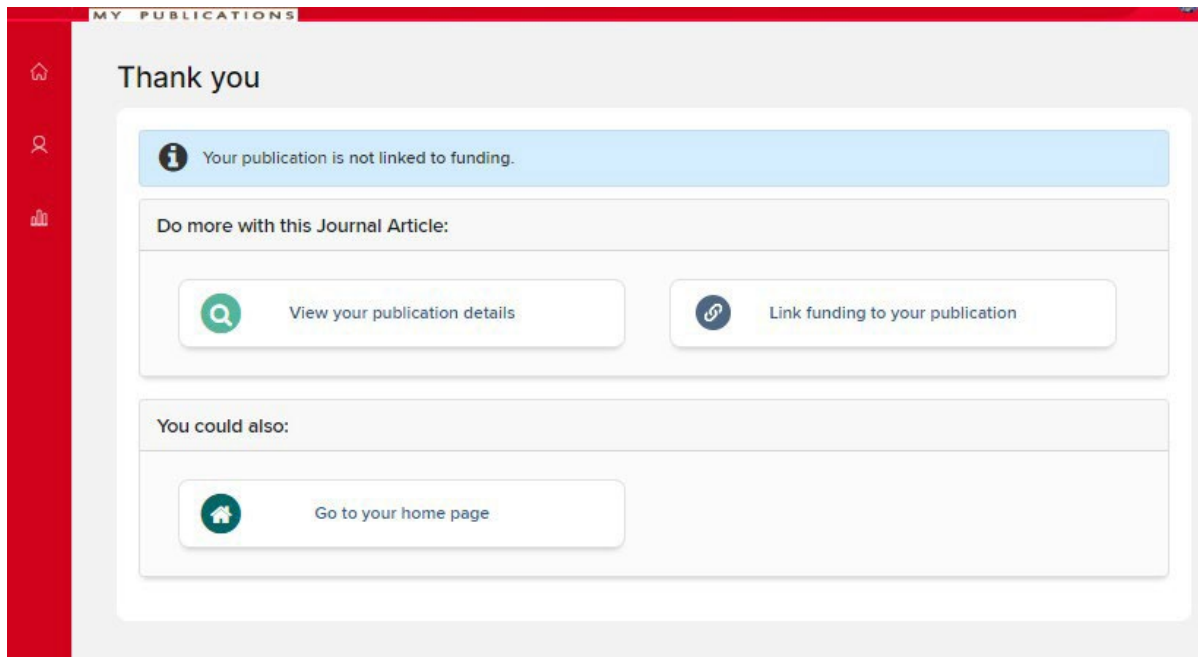 MY PUBLICATIONS
Thank you
Your publication is not linked to funding.
Do more with this Journal Article:
View your publication details
Link funding to your publication
You could also:
Go to your home page